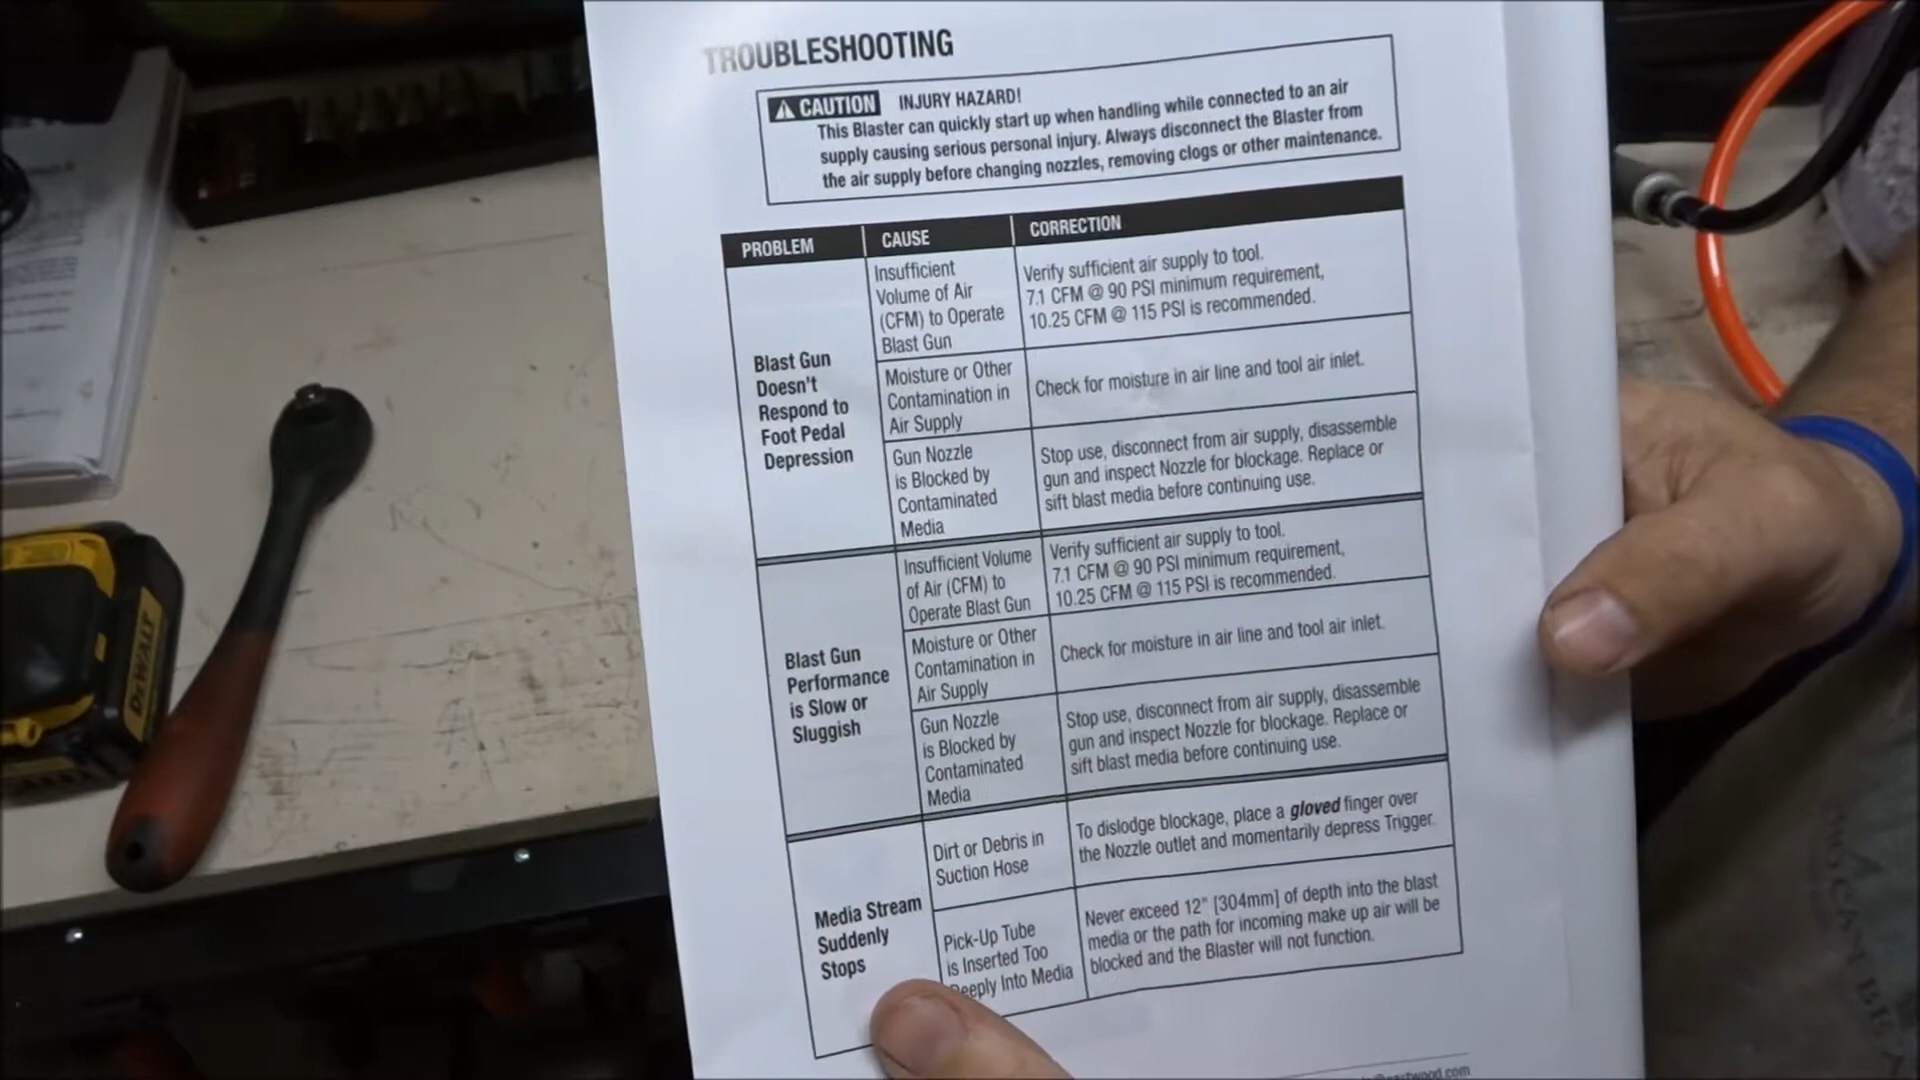 TROUBLESHOOTING
CAUTION INJURY HAZARD!
This Blaster can quickly start up when handling while connected to an air
supply causing serious personal injury. Always disconnect the Blaster from
the air supply before changing nozzles, removing clogs or other maintenance.
PROBLEM CAUSE CORRECTION
Blast Gun
Doesn't
Respond to
Foot Pedal
Depression
Insufficient
Volume of Air
(CFM) to Operate
Blast Gun
Verify sufficient air supply to tool.
7.1 CFM @ 90 PSI minimum requirement,
10.25 CFM @ 115 PSI is recommended.
Moisture or Other
Contamination in
Air Supply
Check for moisture in air line and tool air inlet.
Gun Nozzle
is Blocked by
Contaminated
Media
Stop use, disconnect from air supply, disassemble
gun and inspect Nozzle for blockage. Replace or
sift blast media before continuing use.
Blast Gun
Performance
is Slow or
Sluggish
Insufficient Volume
of Air (CFM) to
Operate Blast Gun
Verify sufficient air supply to tool.
7.1 CFM @ 90 PSI minimum requirement,
10.25 CFM @ 115 PSI is recommended.
Moisture or Other
Contamination in
Air Supply
Check for moisture in air line and tool air inlet.
Gun Nozzle
is Blocked by
Contaminated
Media
Stop use, disconnect from air supply, disassemble
gun and inspect Nozzle for blockage. Replace or
sift blast media before continuing use.
Media Stream
Suddenly
Stops
Dirt or Debris in
Suction Hose
To dislodge blockage, place a gloved finger over
the Nozzle outlet and momentarily depress Trigger.
Pick-Up Tube
is Inserted Too
Deeply Into Media
Never exceed 12" [304mm] of depth into the blast
media or the path for incoming make up air will be
blocked and the Blaster will not function.
DEWALT